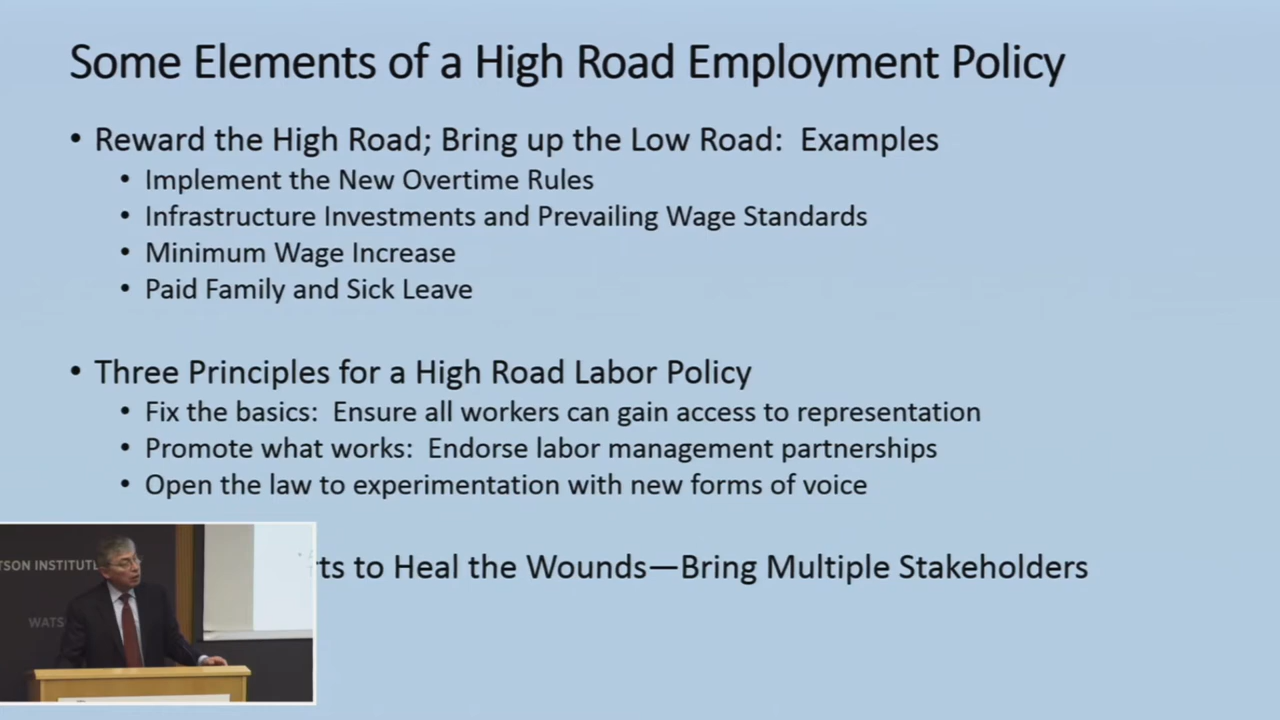 Some Elements of a High Road Employment Policy
• Reward the High Road; Bring up the Low Road: Examples
• Implement the New Overtime Rules
• Infrastructure Investments and Prevailing Wage Standards
• Minimum Wage Increase
• Paid Family and Sick Leave
• Three Principles for a High Road Labor Policy
• Fix the basics: Ensure all workers can gain access to representation
• Promote what works: Endorse labor management partnerships
• Open the law to experimentation with new forms of voice
to Heal the Wounds—Bring Multiple Stakeholders
INSTITUTE